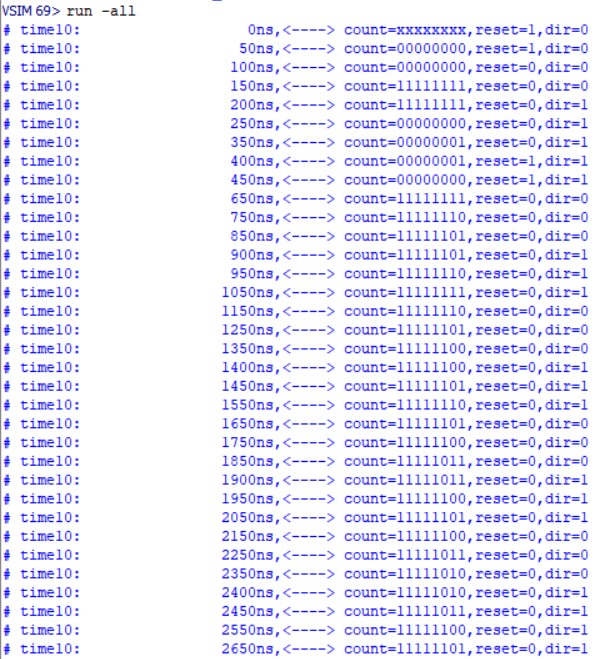 VSIM 69> run -all
# time10: 0ns,<----> count=xxxxxxxx,reset=1,dir=0
# time10: 50ns,<----> count=00000000,reset=1,dir=0
# time10: 100ns,<----> count=00000000,reset=0,dir=0
# time10: 150ns,<----> count=11111111,reset=0,dir=0
# time10: 200ns,<----> count=11111111,reset=0,dir=1
# time10: 250ns,<----> count=00000000,reset=0,dir=1
# time10: 350ns,<----> count=00000001,reset=0,dir=1
# time10: 400ns,<----> count=00000001,reset=1,dir=1
# time10: 450ns,<----> count=00000000,reset=1,dir=1
# time10: 650ns,<----> count=11111111,reset=0,dir=0
# time10: 750ns,<----> count=11111110,reset=0,dir=0
# time10: 850ns,<----> count=11111101,reset=0,dir=0
# time10: 900ns,<----> count=11111101,reset=0,dir=1
# time10: 950ns,<----> count=11111110,reset=0,dir=1
# time10: 1050ns,<----> count=11111111,reset=0,dir=1
# time10: 1150ns,<----> count=11111110,reset=0,dir=0
# time10: 1250ns,<----> count=11111101,reset=0,dir=0
# time10: 1350ns,<----> count=11111100,reset=0,dir=0
# time10: 1400ns,<----> count=11111100,reset=0,dir=1
# time10: 1450ns,<----> count=11111101,reset=0,dir=1
# time10: 1550ns,<----> count=11111110,reset=0,dir=1
# time10: 1650ns,<----> count=11111101,reset=0,dir=0
# time10: 1750ns,<----> count=11111100,reset=0,dir=0
# time10: 1850ns,<----> count=11111011,reset=0,dir=0
# time10: 1900ns,<----> count=11111011,reset=0,dir=1
# time10: 1950ns,<----> count=11111100,reset=0,dir=1
# time10: 2050ns,<----> count=11111101,reset=0,dir=1
# time10: 2150ns,<----> count=11111100,reset=0,dir=0
# time10: 2250ns,<----> count=11111011,reset=0,dir=0
# time10: 2350ns,<----> count=11111010,reset=0,dir=0
# time10: 2400ns,<----> count=11111010,reset=0,dir=1
# time10: 2450ns,<----> count=11111011,reset=0,dir=1
# time10: 2550ns,<----> count=11111100,reset=0,dir=1
# time10: 2650ns,<----> count=11111101,reset=0,dir=1